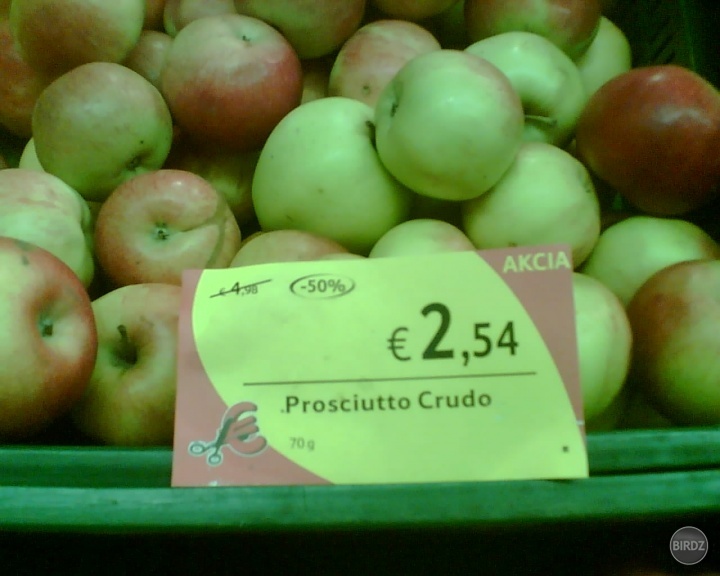 AKCIA
€ 4,98 -50%
€ 2,54
Prosciutto Crudo
70 g
BIRDZ